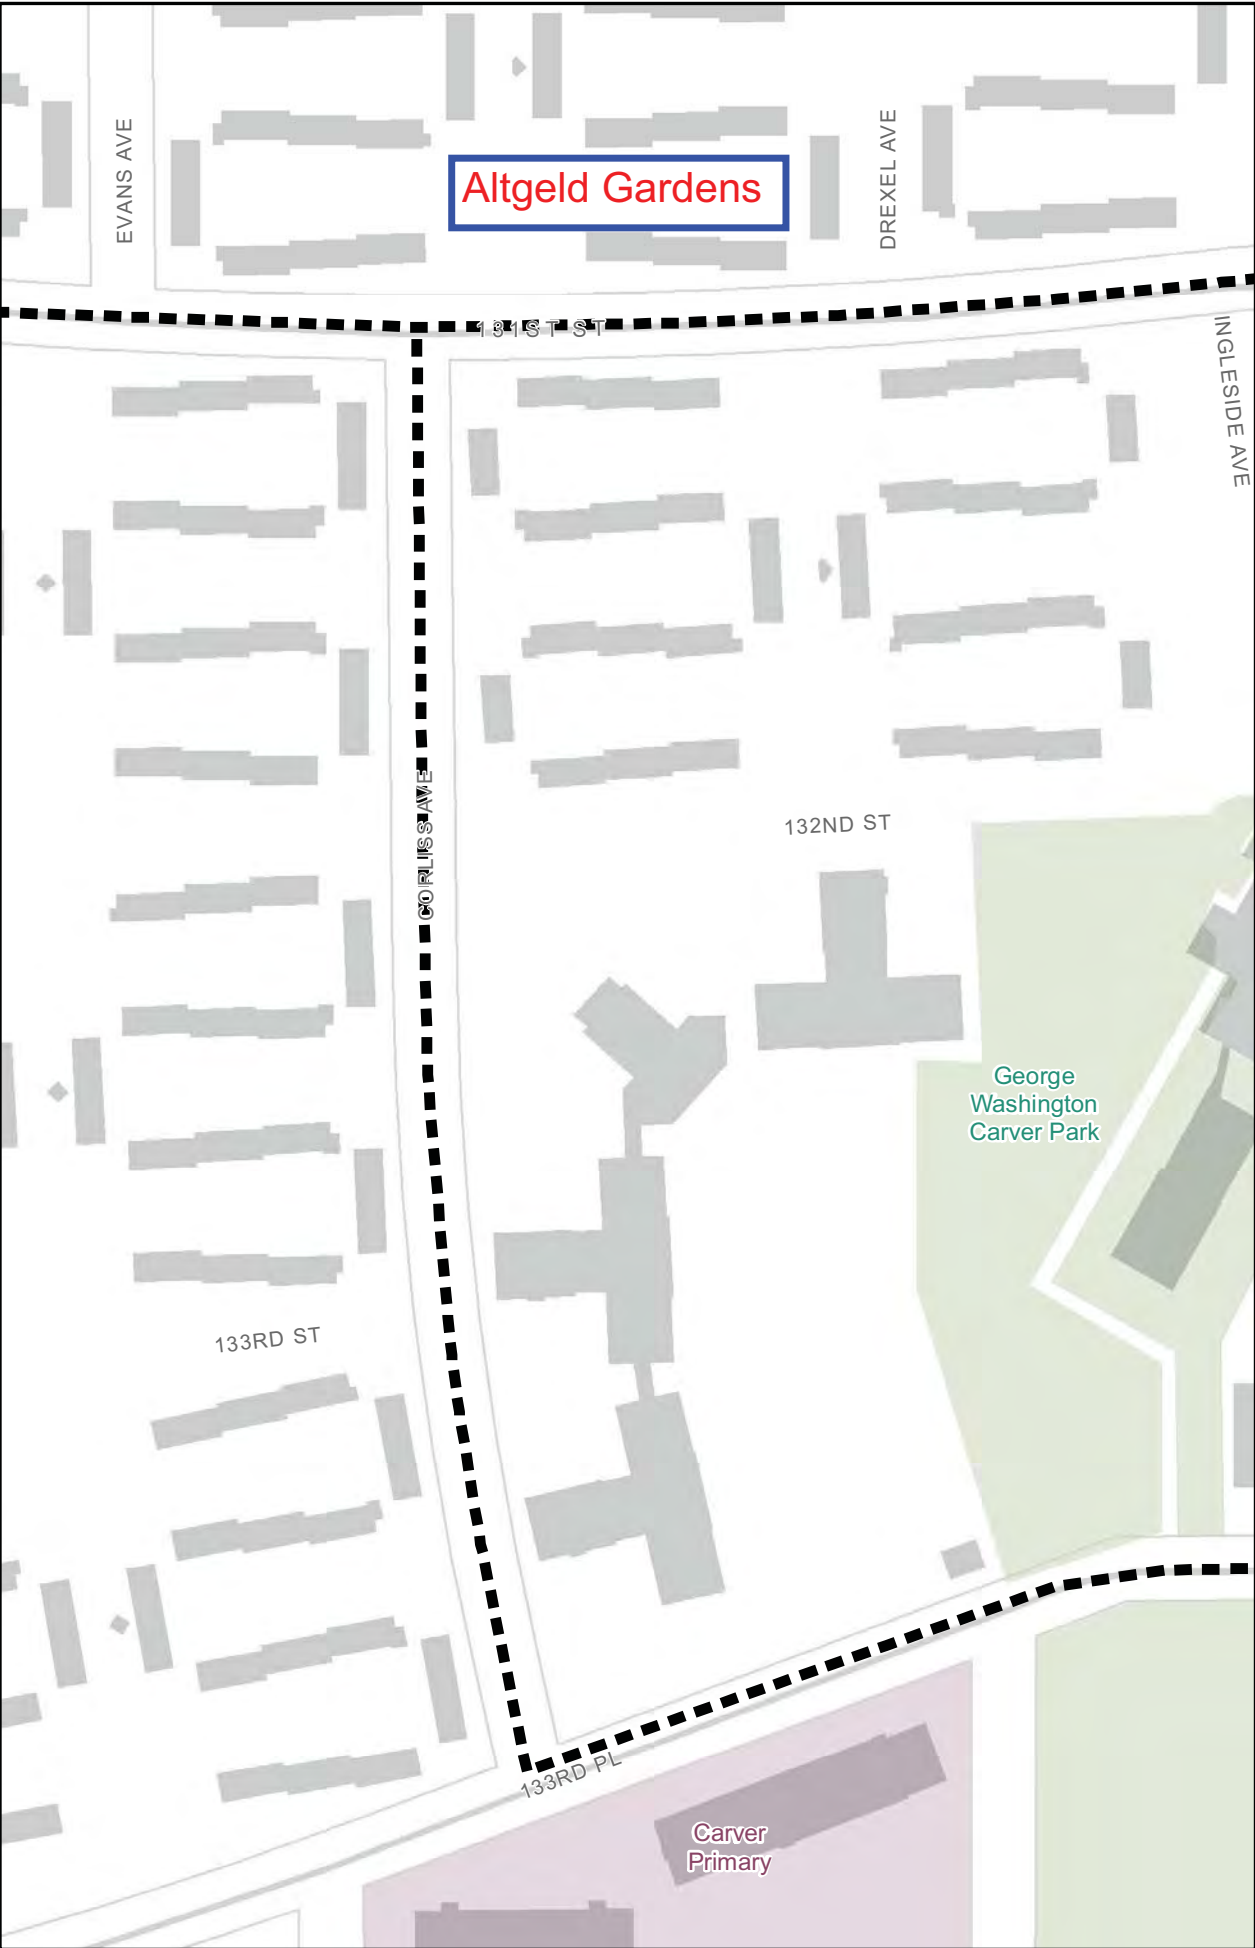 EVANS AVE
Altgeld Gardens
DREXEL AVE
131ST ST
INGLESIDE AVE
CORLISS AVE
132ND ST
George
Washington
Carver Park
133RD ST
133RD PL
Carver
Primary